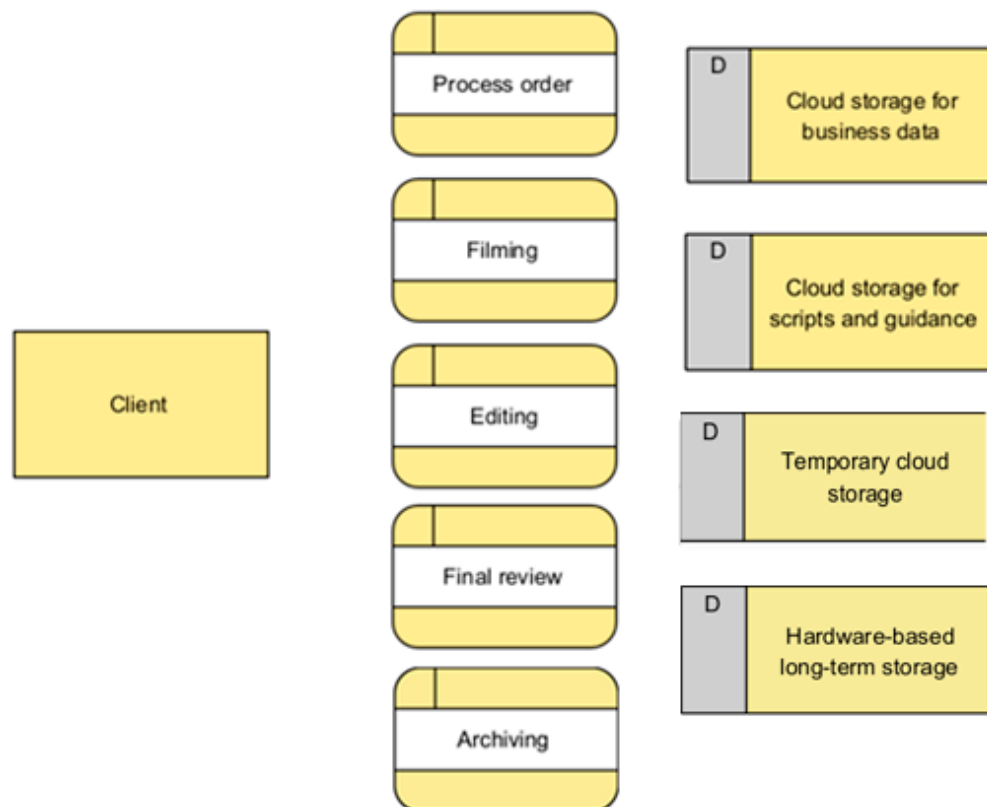 Client
Process order
Filming
Editing
Final review
Archiving
D
Cloud storage for
business data
D
Cloud storage for
scripts and guidance
D
Temporary cloud
storage
D
Hardware-based
long-term storage